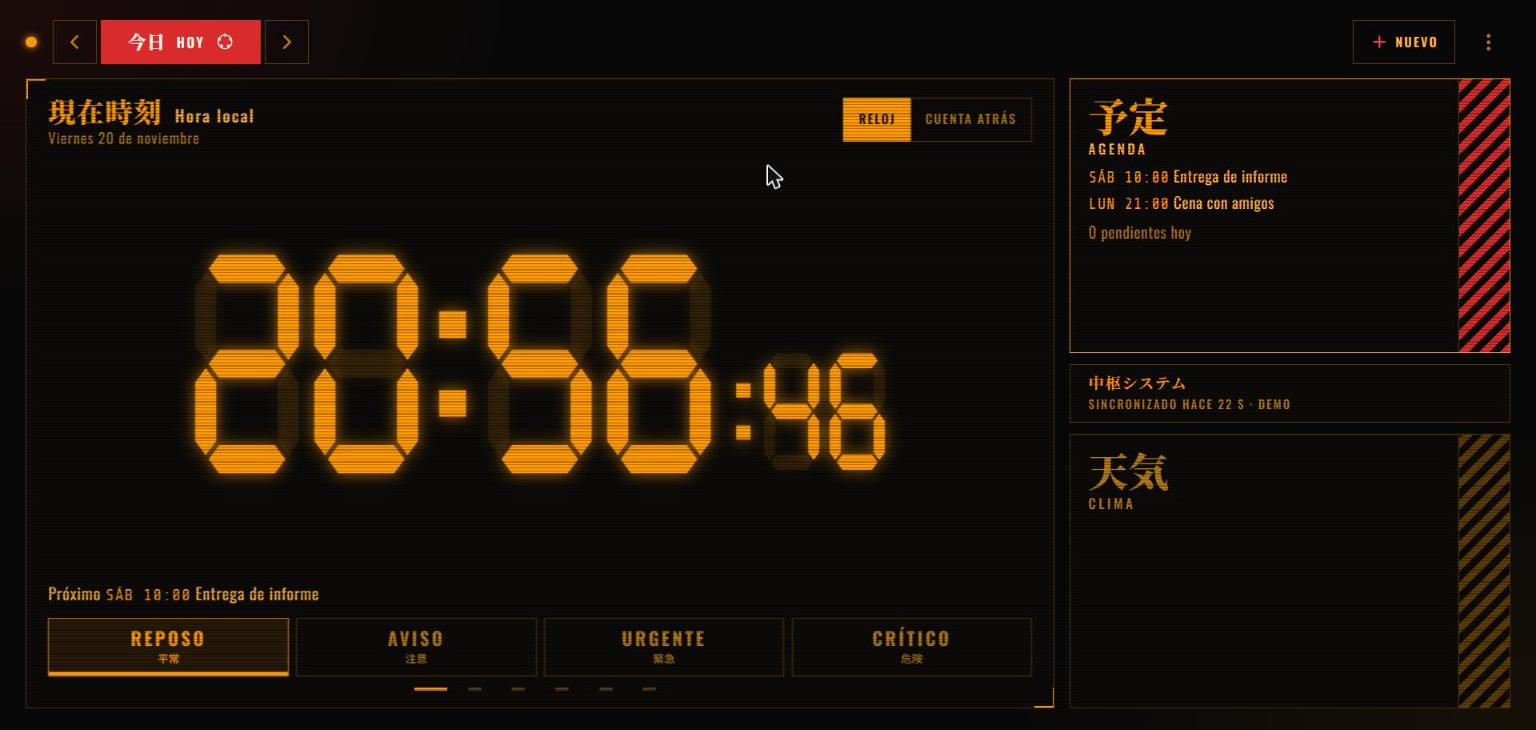 今日 HOY
+ NUEVO
現在時刻 Hora local
Viernes 20 de noviembre
RELOJ
CUENTA ATRÁS
20:56:46
Próximo SÁB 10:00 Entrega de informe
REPOSO
平常
AVISO
注意
URGENTE
緊急
CRÍTICO
危険
予定
AGENDA
SÁB 10:00 Entrega de informe
LUN 21:00 Cena con amigos
0 pendientes hoy
中枢システム
SINCRONIZADO HACE 22 S · DEMO
天気
CLIMA